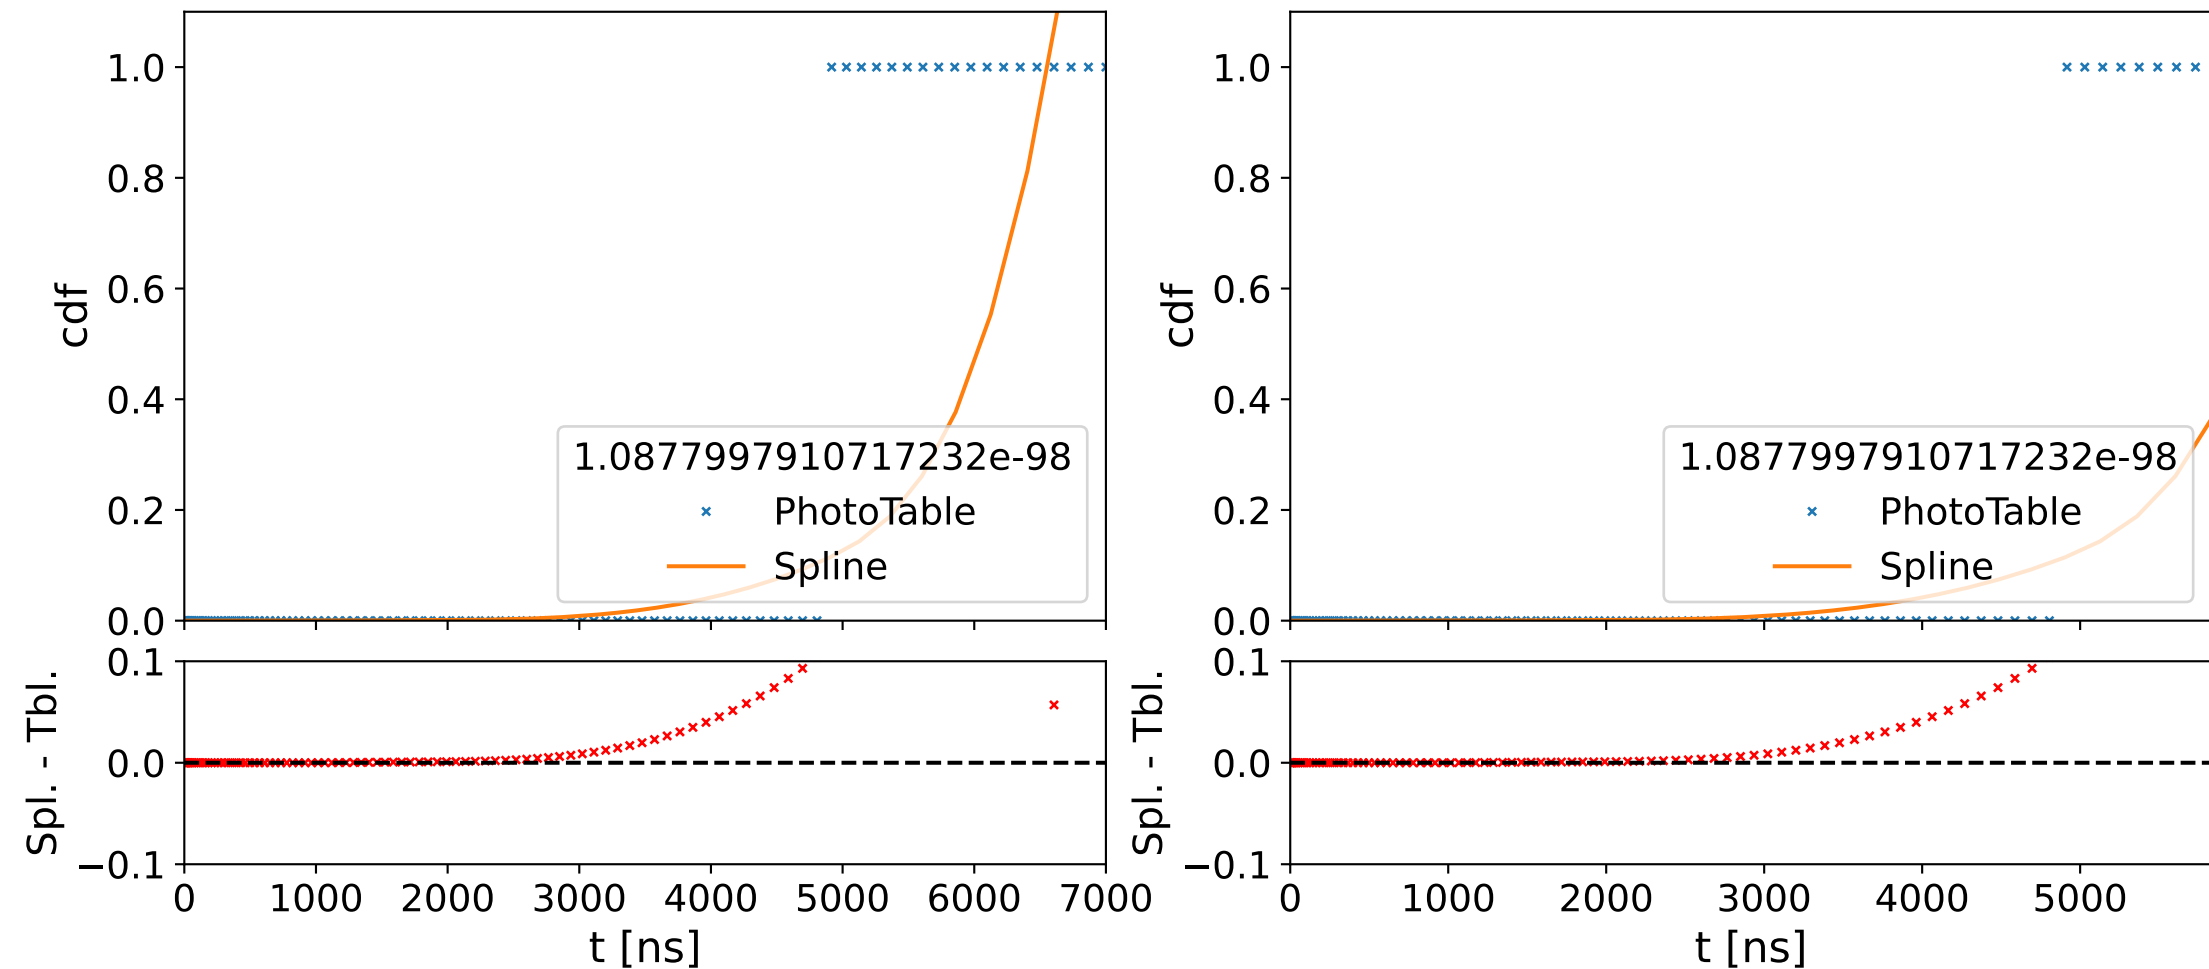 cdf
1.0
0.8
0.6
0.4
0.2
0.0
1.0877997910717232e-98
PhotoTable
Spline
Spl. - Tbl.
0.1
0.0
−0.1
0 1000 2000 3000 4000 5000 6000 7000
t [ns]
cdf
1.0
0.8
0.6
0.4
0.2
0.0
1.0877997910717232e-98
PhotoTable
Spline
Spl. - Tbl.
0.1
0.0
−0.1
0 1000 2000 3000 4000 5000
t [ns]